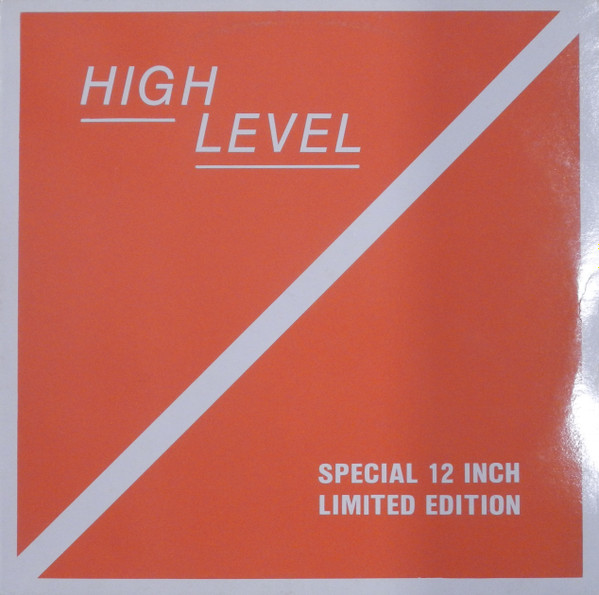 HIGH
LEVEL
SPECIAL 12 INCH
LIMITED EDITION